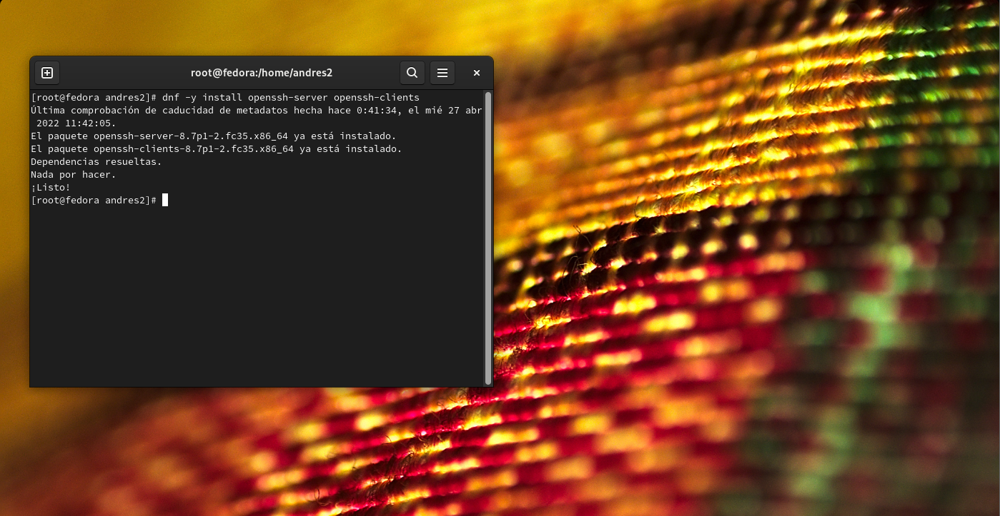 root@fedora:/home/andres2
[root@fedora andres2]# dnf -y install openssh-server openssh-clients
Última comprobación de caducidad de metadatos hecha hace 0:41:34, el mié 27 abr
 2022 11:42:05.
El paquete openssh-server-8.7p1-2.fc35.x86_64 ya está instalado.
El paquete openssh-clients-8.7p1-2.fc35.x86_64 ya está instalado.
Dependencias resueltas.
Nada por hacer.
¡Listo!
[root@fedora andres2]#